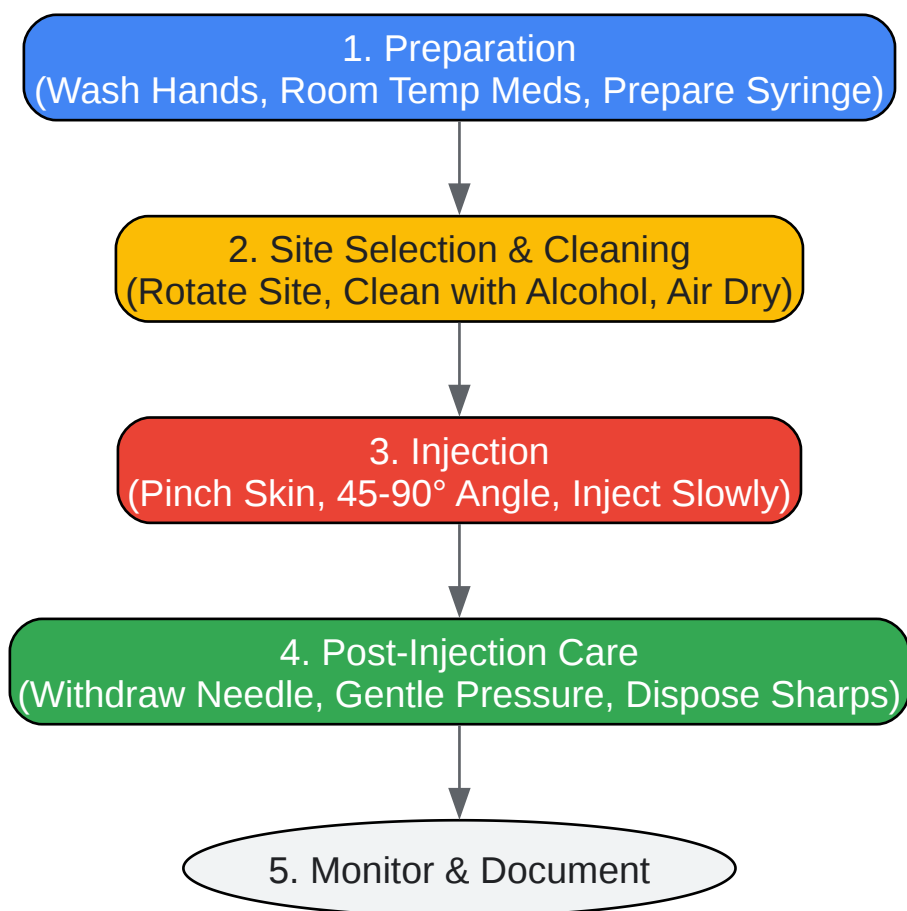 1. Preparation
(Wash Hands, Room Temp Meds, Prepare Syringe)
2. Site Selection & Cleaning
(Rotate Site, Clean with Alcohol, Air Dry)
3. Injection
(Pinch Skin, 45-90° Angle, Inject Slowly)
4. Post-Injection Care
(Withdraw Needle, Gentle Pressure, Dispose Sharps)
5. Monitor & Document